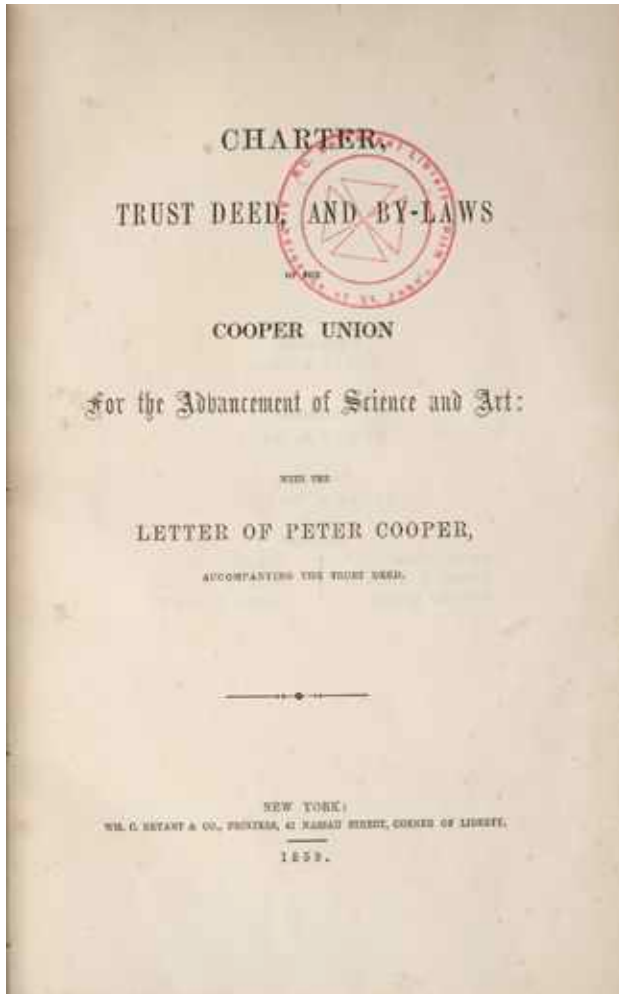 CHARTER,
TRUST DEED, AND BY-LAWS
OF THE
COOPER UNION
For the Advancement of Science and Art:
WITH THE
LETTER OF PETER COOPER,
ACCOMPANYING THE TRUST DEED.
NEW YORK:
WM. C. BRYANT & CO., PRINTERS, 41 NASSAU STREET, CORNER OF LIBERTY.
1859.